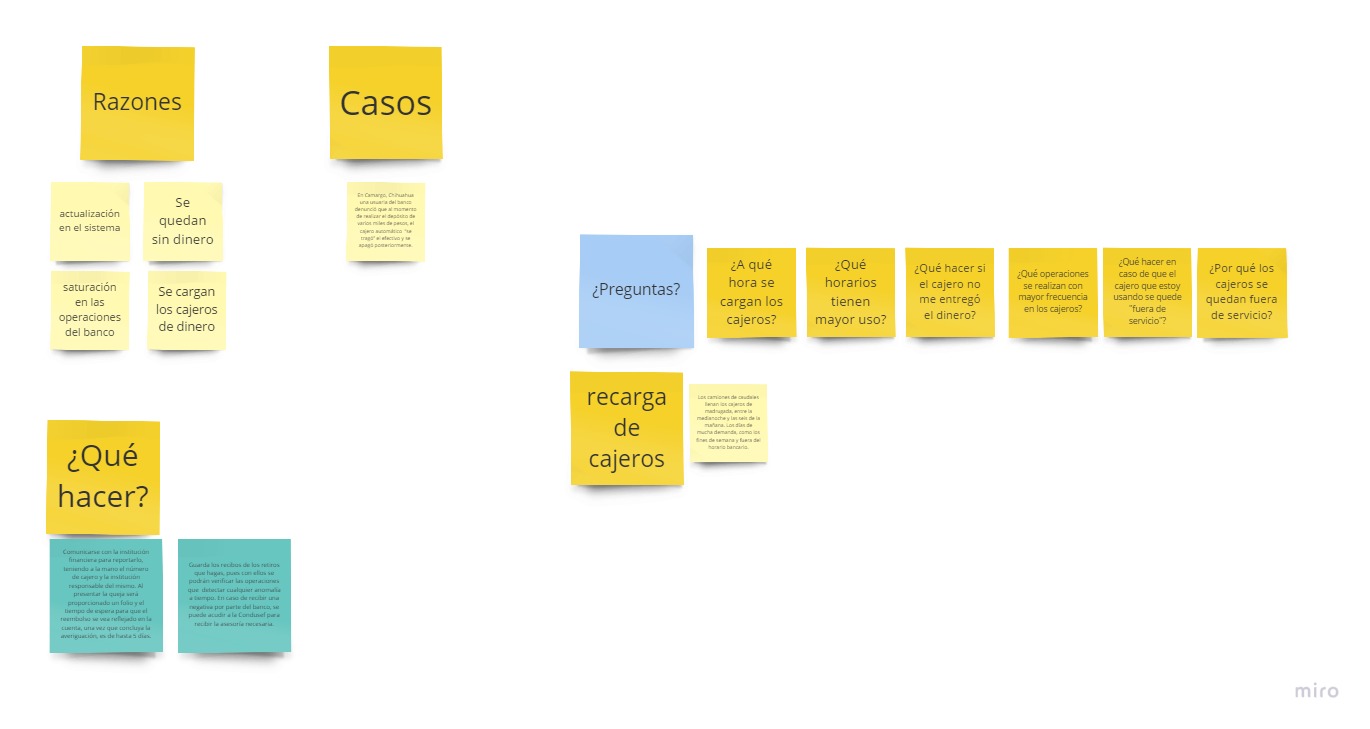 Razones
actualización
en el sistema
Se
quedan
sin dinero
saturación
en las
operaciones
del banco
Se cargan
los cajeros
de dinero
Casos
En Camargo, Chihuahua
una usuaria del banco
denunció que al momento
de realizar el depósito de
varios miles de pesos, el
cajero automático "se
tragó" el efectivo y se
apagó posteriormente.
¿Preguntas?
¿A qué
hora se
cargan los
cajeros?
¿Qué
horarios
tienen
mayor uso?
¿Qué hacer si
el cajero no
me entregó
el dinero?
¿Qué operaciones
se realizan con
mayor frecuencia
en los cajeros?
¿Qué hacer en
caso de que el
cajero que estoy
usando se quede
"fuera de
servicio"?
¿Por qué los
cajeros se
quedan fuera
de servicio?
recarga
de
cajeros
Los camiones de caudales
llenan los cajeros de
madrugada, entre la
medianoche y las seis de la
mañana. Los días de
mucha demanda, como los
fines de semana y fuera del
horario bancario.
¿Qué
hacer?
Comunicarse con la institución
financiera para reportarlo,
teniendo a la mano el número
de cajero y la institución
responsable del mismo. Al
presentar la queja será
proporcionado un folio y el
tiempo de espera para que el
reembolso se vea reflejado en la
cuenta, una vez que concluya la
averiguación, es de hasta 5 días.
Guarda los recibos de los retiros
que hagas, pues con ellos se
podrán verificar las operaciones
que detectar cualquier anomalía
a tiempo. En caso de recibir una
negativa por parte del banco, se
puede acudir a la Condusef para
recibir la asesoría necesaria.
miro